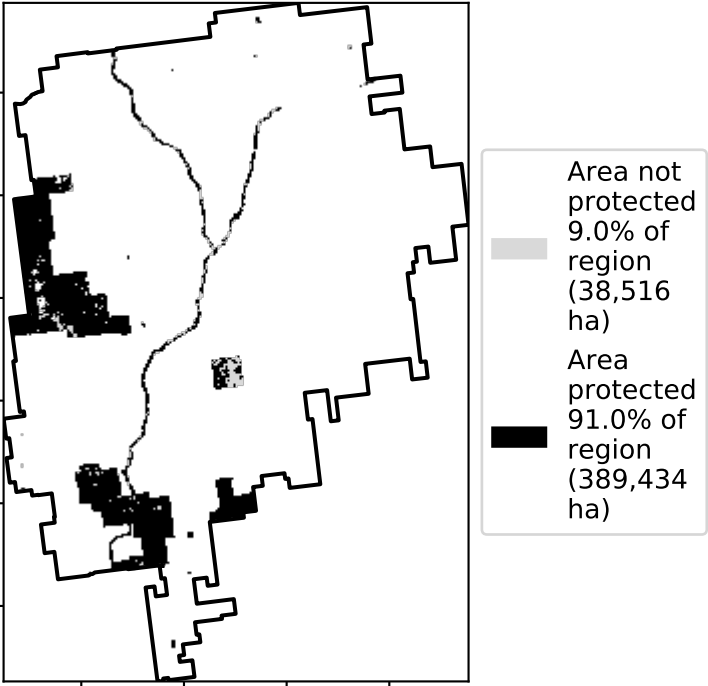 Area not
protected
9.0% of
region
(38,516
ha)
Area
protected
91.0% of
region
(389,434
ha)